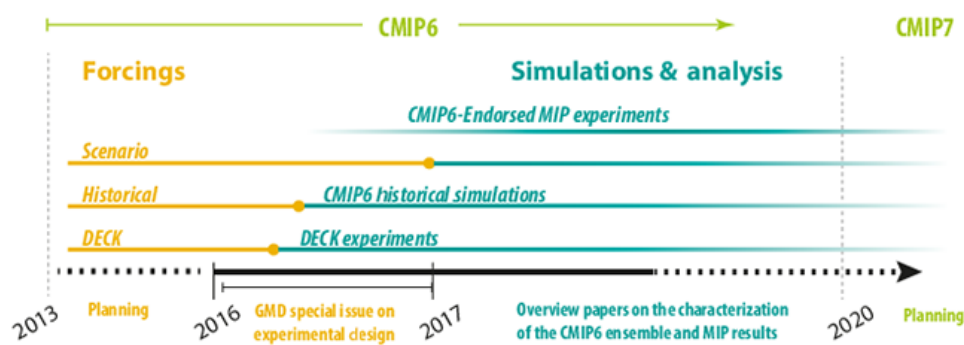 CMIP6
CMIP7
Forcings
Simulations & analysis
CMIP6-Endorsed MIP experiments
Scenario
Historical
CMIP6 historical simulations
DECK
DECK experiments
2013
Planning
2016
GMD special issue on
experimental design
2017
Overview papers on the characterization
of the CMIP6 ensemble and MIP results
2020
Planning